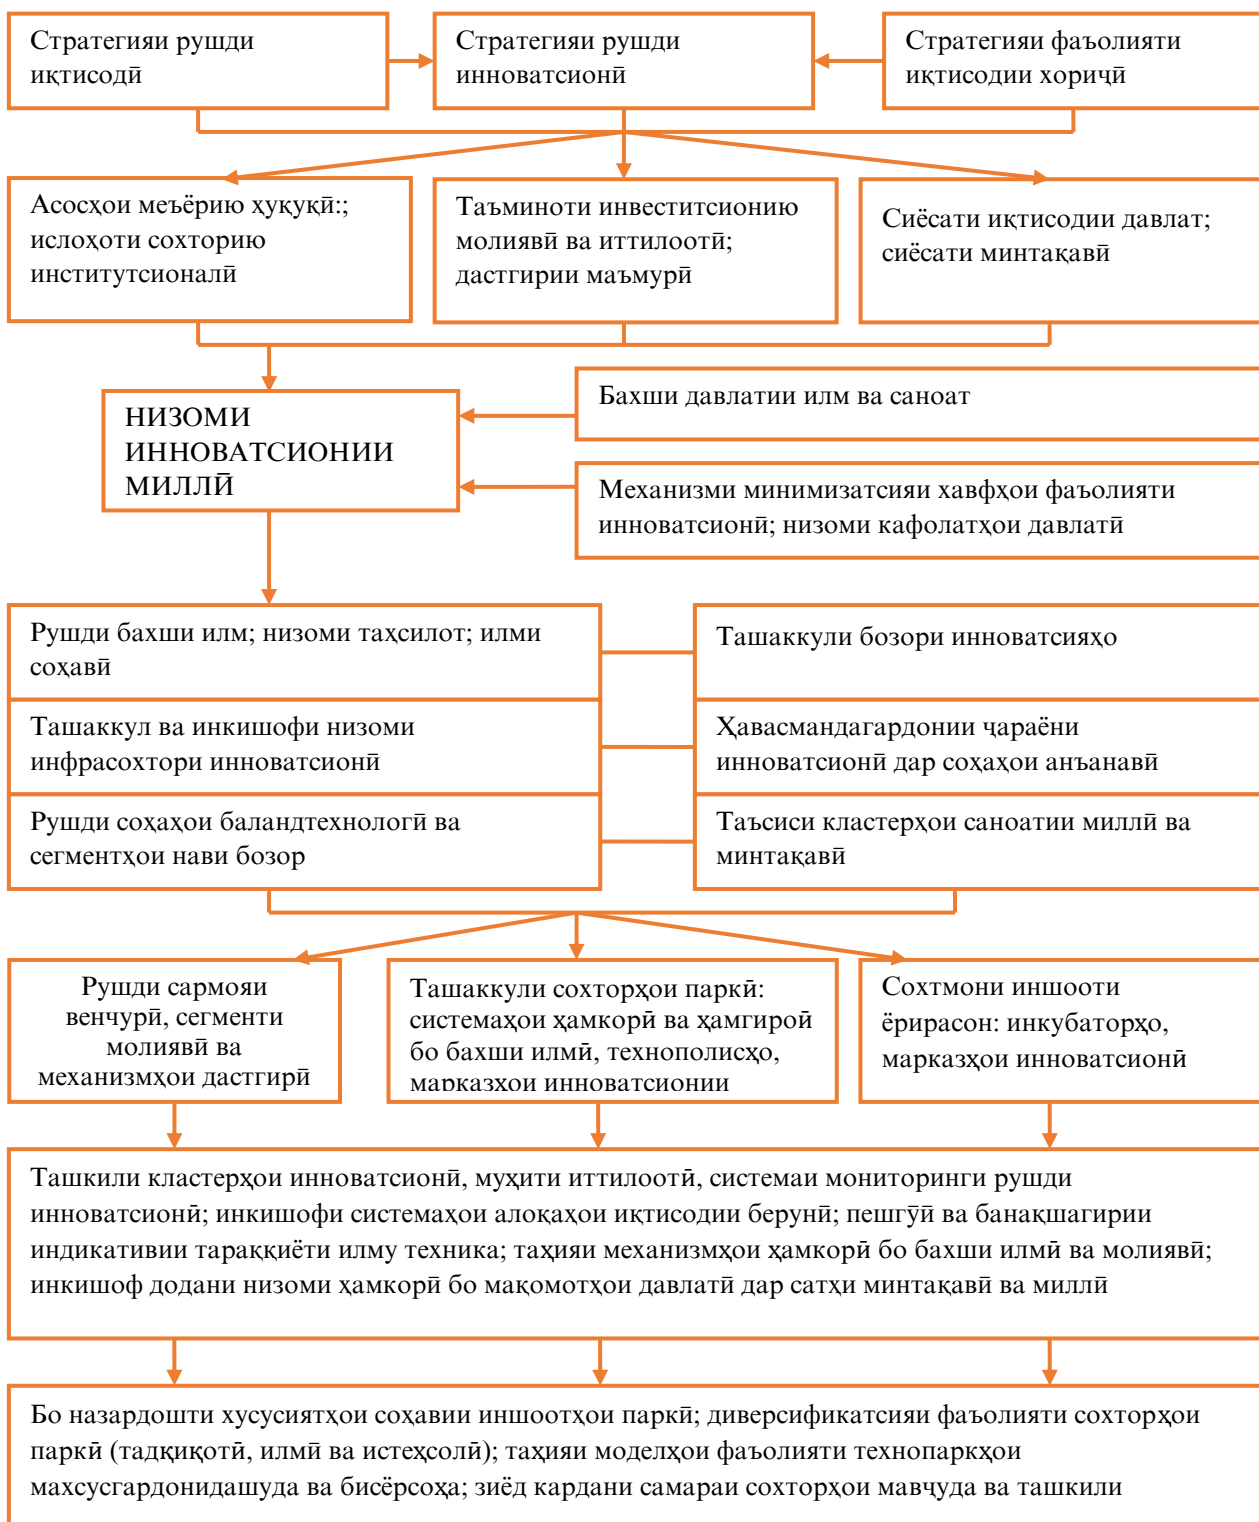 Стратегияи рушди
иқтисодӣ
Стратегияи рушди
инноватсионӣ
Стратегияи фаъолияти
иқтисодии хориҷӣ
Асосҳои меъёрию ҳуқуқӣ:;
ислоҳоти сохторию
институтсионалӣ
Таъминоти инвеститсионию
молиявӣ ва иттилоотӣ;
дастгирии маъмурӣ
Сиёсати иқтисодии давлат;
сиёсати минтақавӣ
НИЗОМИ
ИННОВАТСИОНИИ
МИЛЛӢ
Бахши давлатии илм ва саноат
Механизми минимизатсияи хавфҳои фаъолияти
инноватсионӣ; низоми кафолатҳои давлатӣ
Рушди бахши илм; низоми таҳсилот; илми
соҳавӣ
Ташаккули бозори инноватсияҳо
Ташаккул ва инкишофи низоми
инфрасохтори инноватсионӣ
Ҳавасмандагардонии ҷараёни
инноватсионӣ дар соҳаҳои анъанавӣ
Рушди соҳаҳои баландтехнологӣ ва
сегментҳои нави бозор
Таъсиси кластерҳои саноатии миллӣ ва
минтақавӣ
Рушди сармояи
венчурӣ, сегменти
молиявӣ ва
механизмҳои дастгирӣ
Ташаккули сохторҳои паркӣ:
системаҳои ҳамкорӣ ва ҳамгироӣ
бо бахши илмӣ, технополисҳо,
марказҳои инноватсионии
Сохтмони иншооти
ёрирасон: инкубаторҳо,
марказҳои инноватсионӣ
Ташкили кластерҳои инноватсионӣ, муҳити иттилоотӣ, системаи мониторинги рушди
инноватсионӣ; инкишофи системаҳои алоқаҳои иқтисодии берунӣ; пешгӯӣ ва банақшагирии
индикативии тараққиёти илму техника; таҳияи механизмҳои ҳамкорӣ бо бахши илмӣ ва молиявӣ;
инкишоф додани низоми ҳамкорӣ бо мақомотҳои давлатӣ дар сатҳи минтақавӣ ва миллӣ
Бо назардошти хусусиятҳои соҳавии иншоотҳои паркӣ; диверсификатсияи фаъолияти сохторҳои
паркӣ (тадқиқотӣ, илмӣ ва истеҳсолӣ); таҳияи моделҳои фаъолияти технопаркҳои
махсусгардонидашуда ва бисёрсоҳа; зиёд кардани самараи сохторҳои мавҷуда ва ташкили